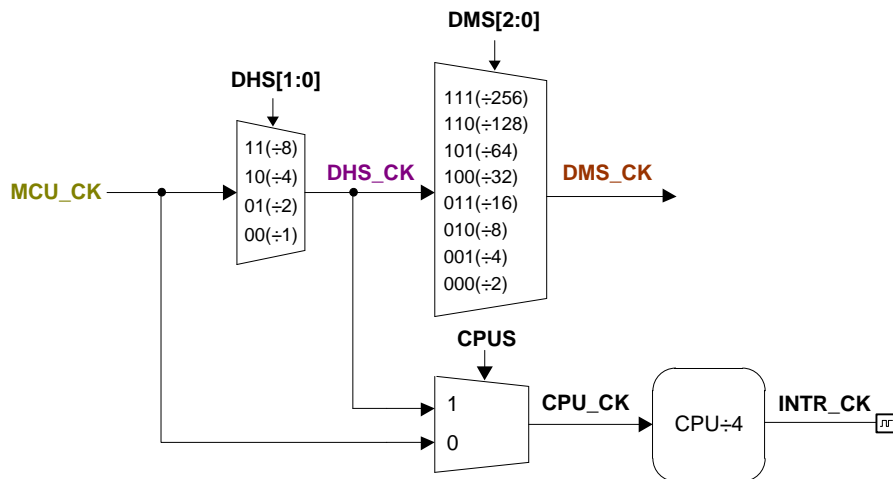 DMS[2:0]
DHS[1:0]
111(÷256)
110(÷128)
101(÷64)
100(÷32)
011(÷16)
010(÷8)
001(÷4)
000(÷2)
11(÷8)
10(÷4)
01(÷2)
00(÷1)
MCU_CK
DHS_CK
DMS_CK
CPUS
1
0
CPU_CK
CPU÷4
INTR_CK